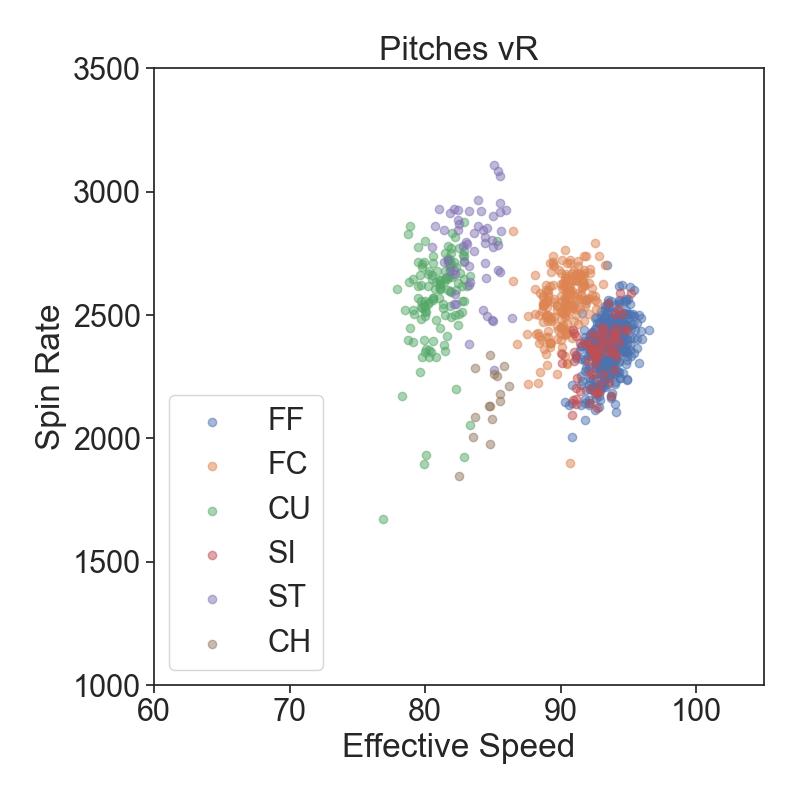 Pitches vR
3500
3000
2500
2000
1500
1000
Spin Rate
FF
FC
CU
SI
ST
CH
60 70 80 90 100
Effective Speed